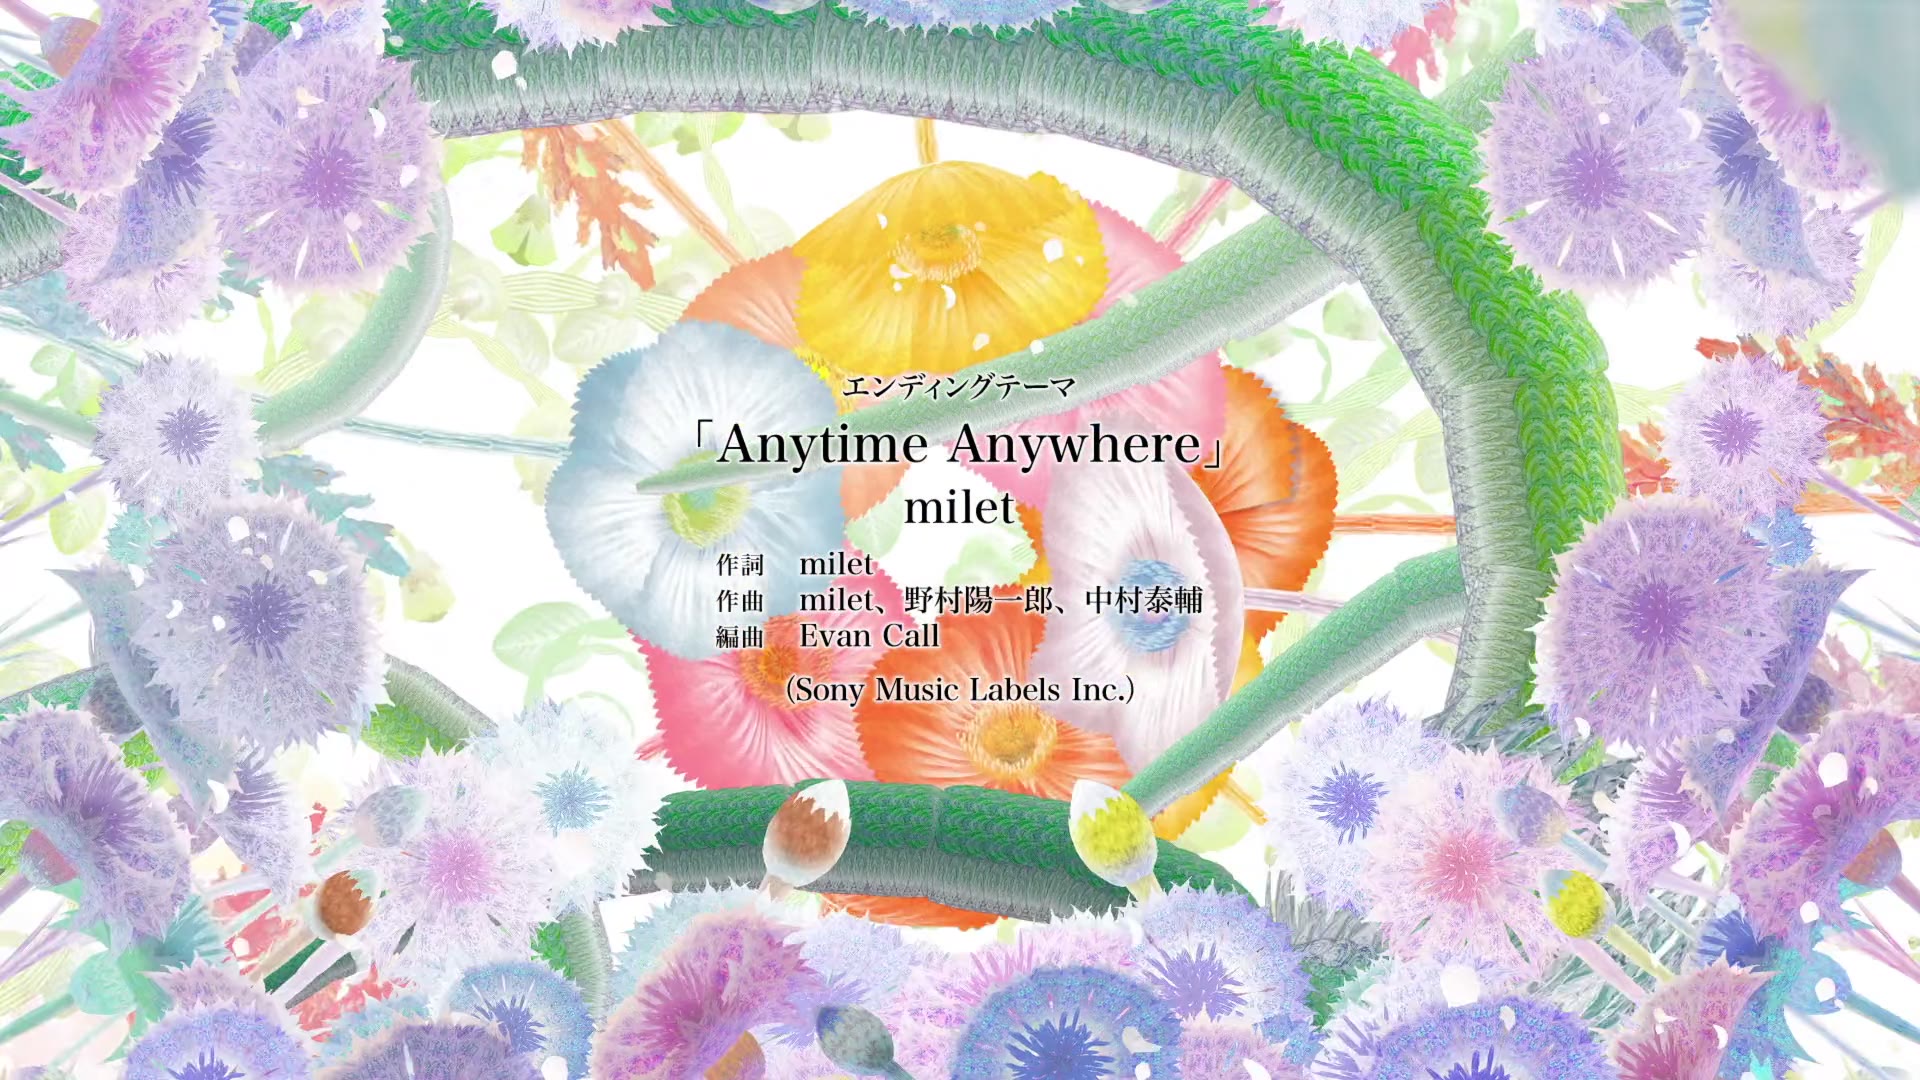 エンディングテーマ
「Anytime Anywhere」
milet
作詞 milet
作曲 milet、野村陽一郎、中村泰輔
編曲 Evan Call
(Sony Music Labels Inc.)